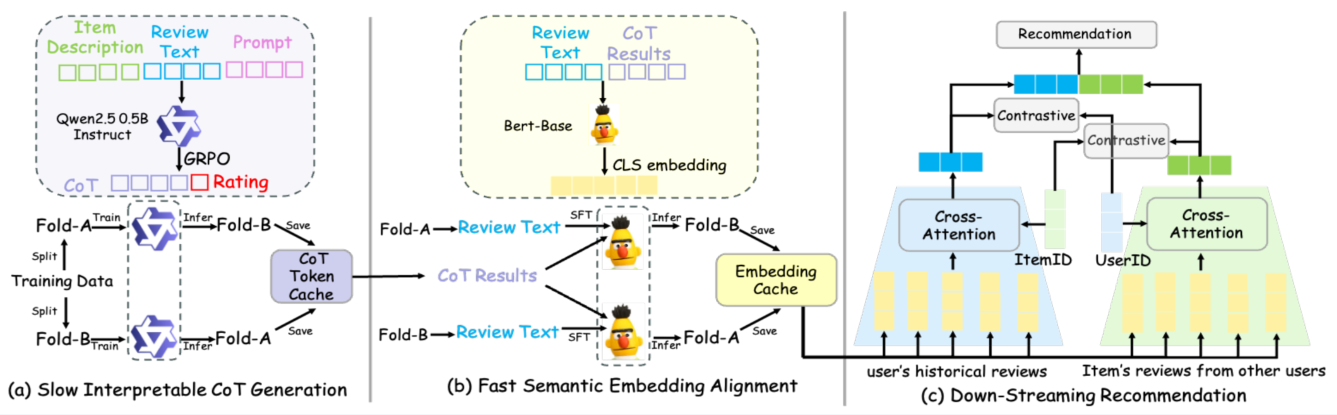 Item
Description
Review
Text
Prompt
Qwen2.5 0.5B
Instruct
GRPO
CoT
Rating
Fold-A
Train
Infer
Fold-B
Save
Split
Training Data
CoT
Token
Cache
Split
Fold-B
Train
Infer
Fold-A
Save
(a) Slow Interpretable CoT Generation
Review
Text
CoT
Results
Bert-Base
CLS embedding
Fold-A
Review Text
SFT
Infer
Fold-B
Save
CoT Results
Embedding
Cache
Fold-B
Review Text
SFT
Infer
Fold-A
Save
(b) Fast Semantic Embedding Alignment
Recommendation
Contrastive
Contrastive
Cross-
Attention
ItemID
UserID
Cross-
Attention
user's historical reviews
Item's reviews from other users
(c) Down-Streaming Recommendation